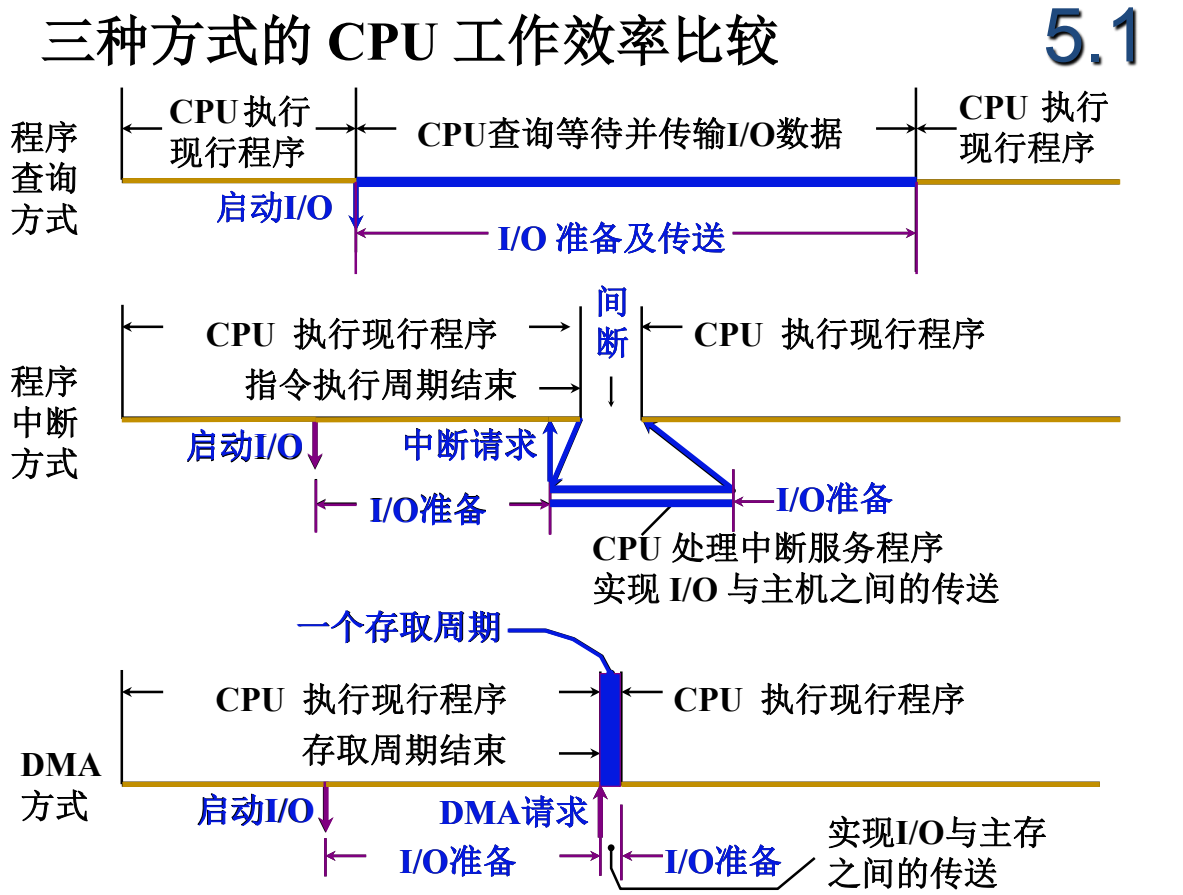 三种方式的 CPU 工作效率比较
5.1
程序
查询
方式
CPU 执行
现行程序
CPU查询等待并传输I/O数据
CPU 执行
现行程序
启动I/O
I/O 准备及传送
程序
中断
方式
CPU 执行现行程序
间
断
CPU 执行现行程序
指令执行周期结束
启动I/O
中断请求
I/O准备
I/O准备
CPU 处理中断服务程序
实现 I/O 与主机之间的传送
一个存取周期
DMA
方式
CPU 执行现行程序
CPU 执行现行程序
存取周期结束
启动I/O
DMA请求
I/O准备
I/O准备
实现I/O与主存
之间的传送